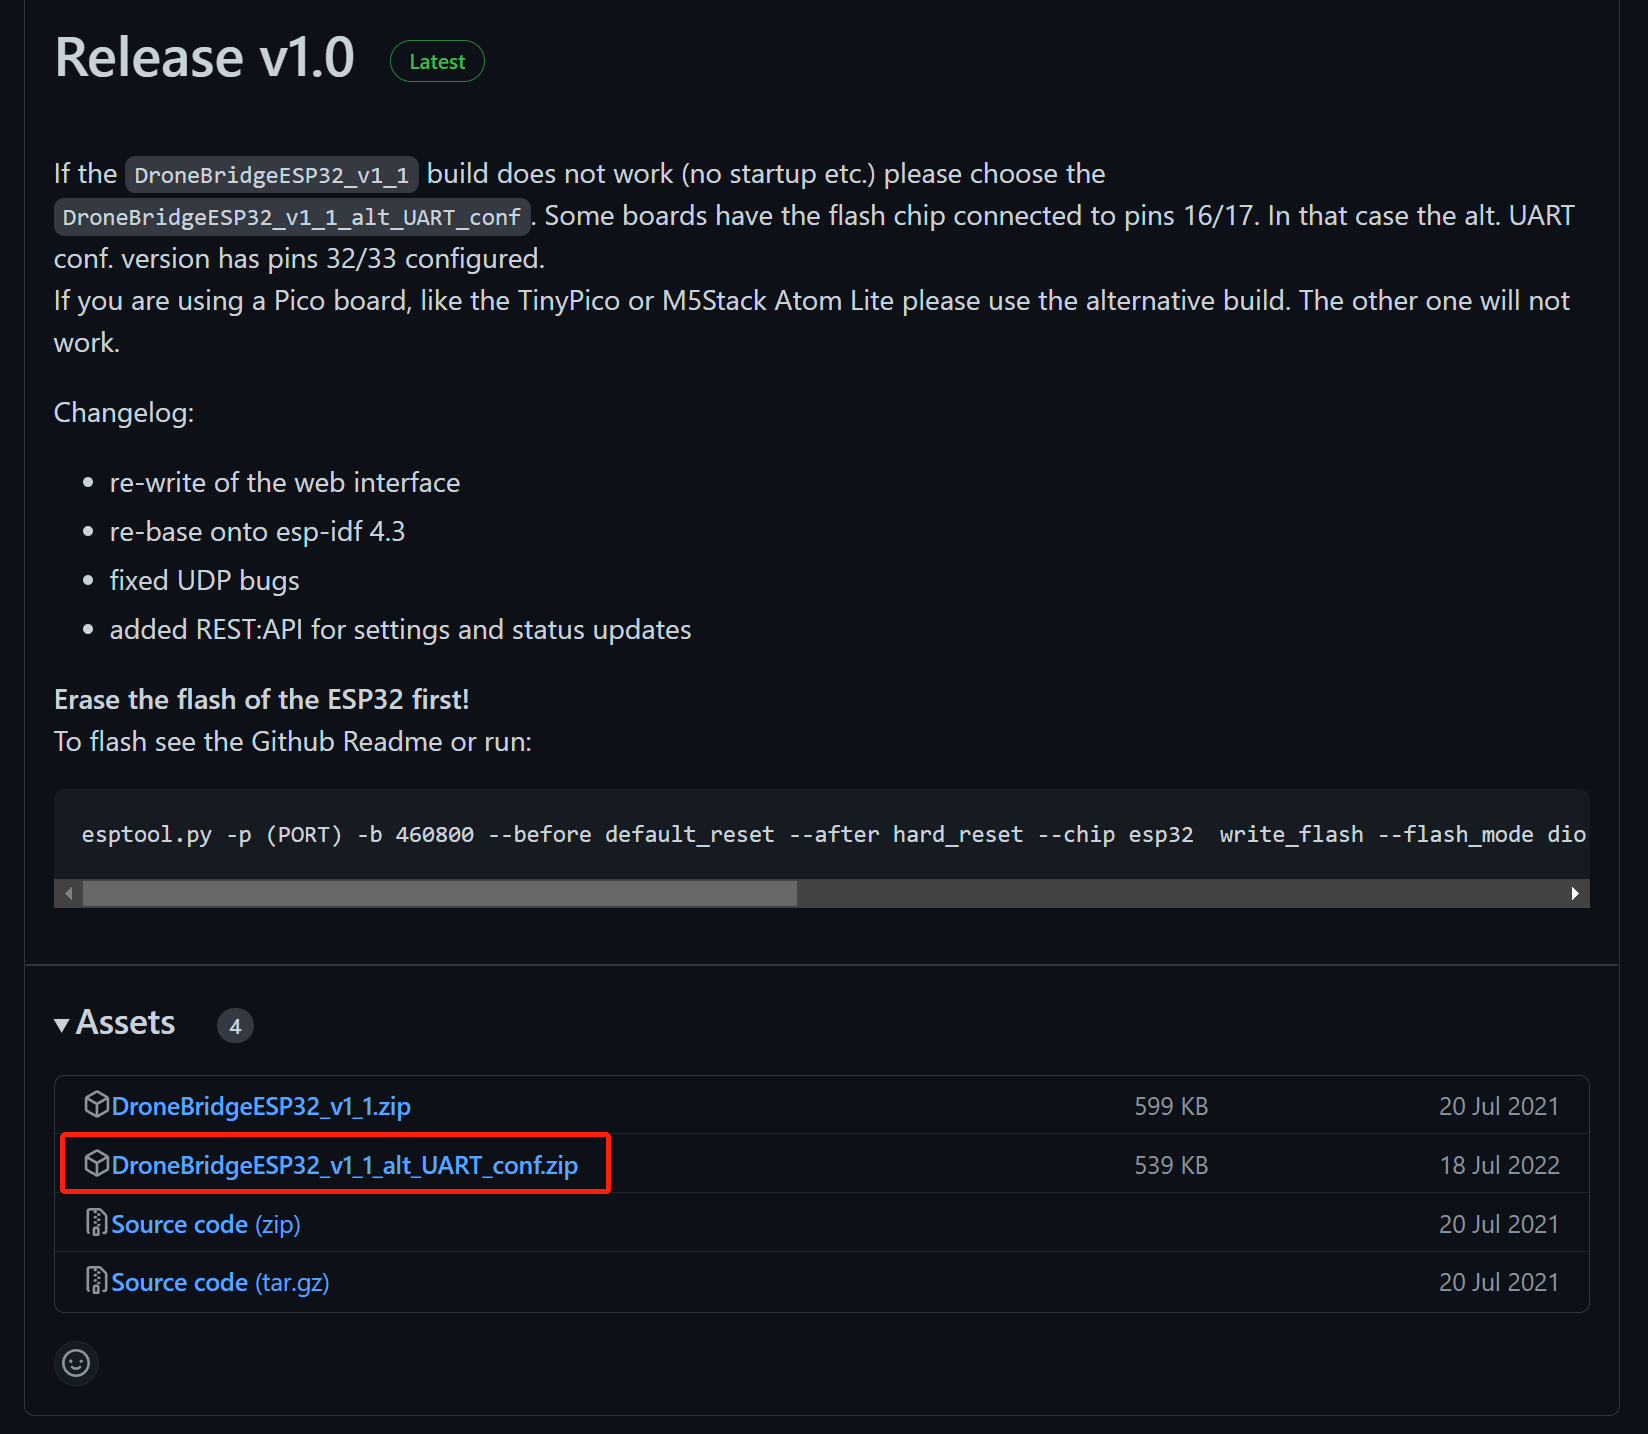 Release v1.0 Latest
If the DroneBridgeESP32_v1_1 build does not work (no startup etc.) please choose the
DroneBridgeESP32_v1_1_alt_UART_conf. Some boards have the flash chip connected to pins 16/17. In that case the alt. UART
conf. version has pins 32/33 configured.
If you are using a Pico board, like the TinyPico or M5Stack Atom Lite please use the alternative build. The other one will not
work.
Changelog:
• re-write of the web interface
• re-base onto esp-idf 4.3
• fixed UDP bugs
• added REST:API for settings and status updates
Erase the flash of the ESP32 first!
To flash see the Github Readme or run:
esptool.py -p (PORT) -b 460800 --before default_reset --after hard_reset --chip esp32  write_flash --flash_mode dio
Assets 4
DroneBridgeESP32_v1_1.zip 599 KB 20 Jul 2021
DroneBridgeESP32_v1_1_alt_UART_conf.zip 539 KB 18 Jul 2022
Source code (zip) 20 Jul 2021
Source code (tar.gz) 20 Jul 2021